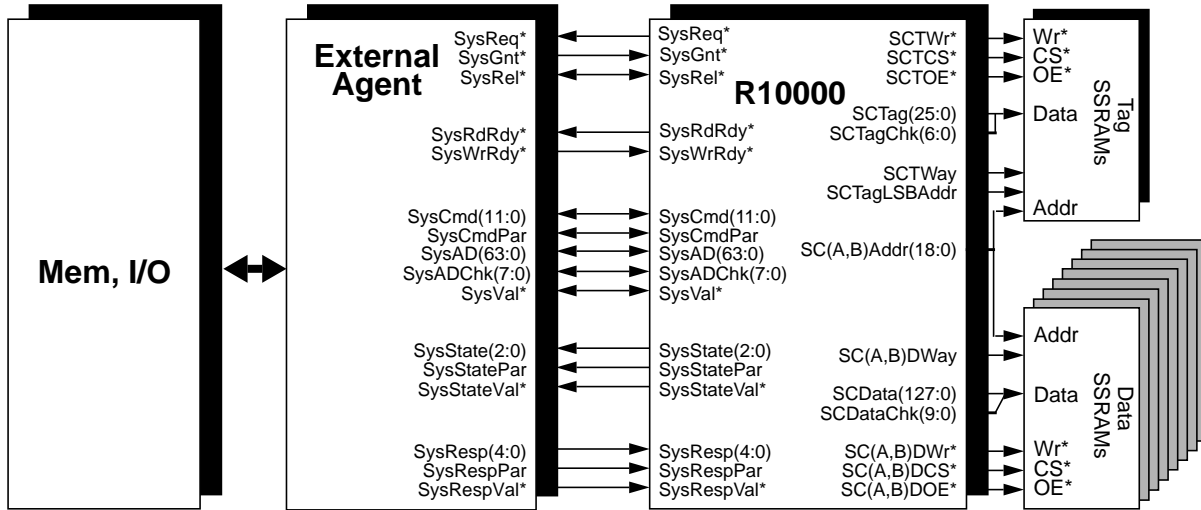 Mem, I/O
External
Agent
SysReq*
SysGnt*
SysRel*
SysRdRdy*
SysWrRdy*
SysCmd(11:0)
SysCmdPar
SysAD(63:0)
SysADChk(7:0)
SysVal*
SysState(2:0)
SysStatePar
SysStateVal*
SysResp(4:0)
SysRespPar
SysRespVal*
R10000
SysReq*
SysGnt*
SysRel*
SysRdRdy*
SysWrRdy*
SysCmd(11:0)
SysCmdPar
SysAD(63:0)
SysADChk(7:0)
SysVal*
SysState(2:0)
SysStatePar
SysStateVal*
SysResp(4:0)
SysRespPar
SysRespVal*
SCTWr*
SCTCS*
SCTOE*
SCTag(25:0)
SCTagChk(6:0)
SCTWay
SCTagLSBAddr
SC(A,B)Addr(18:0)
SC(A,B)DWay
SCData(127:0)
SCDataChk(9:0)
SC(A,B)DWr*
SC(A,B)DCS*
SC(A,B)DOE*
Wr*
CS*
OE*
Data
Addr
Tag
SSRAMs
Addr
Data
Wr*
CS*
OE*
Data
SSRAMs